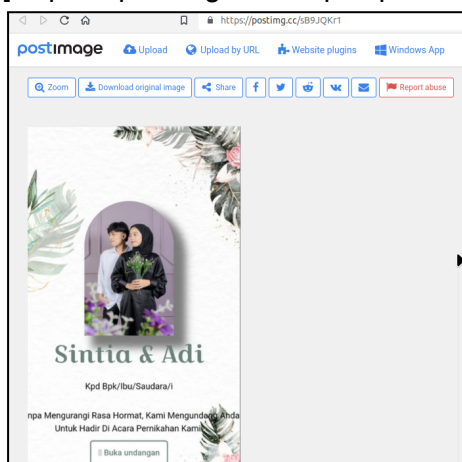 https://postimg.cc/sB9JQKr1
postimage Upload Upload by URL Website plugins Windows App
Zoom Download original image Share Report abuse
Sintia & Adi
Kpd Bpk/Ibu/Saudara/i
npa Mengurangi Rasa Hormat, Kami Mengundang Anda
Untuk Hadir Di Acara Pernikahan Kami
Buka undangan